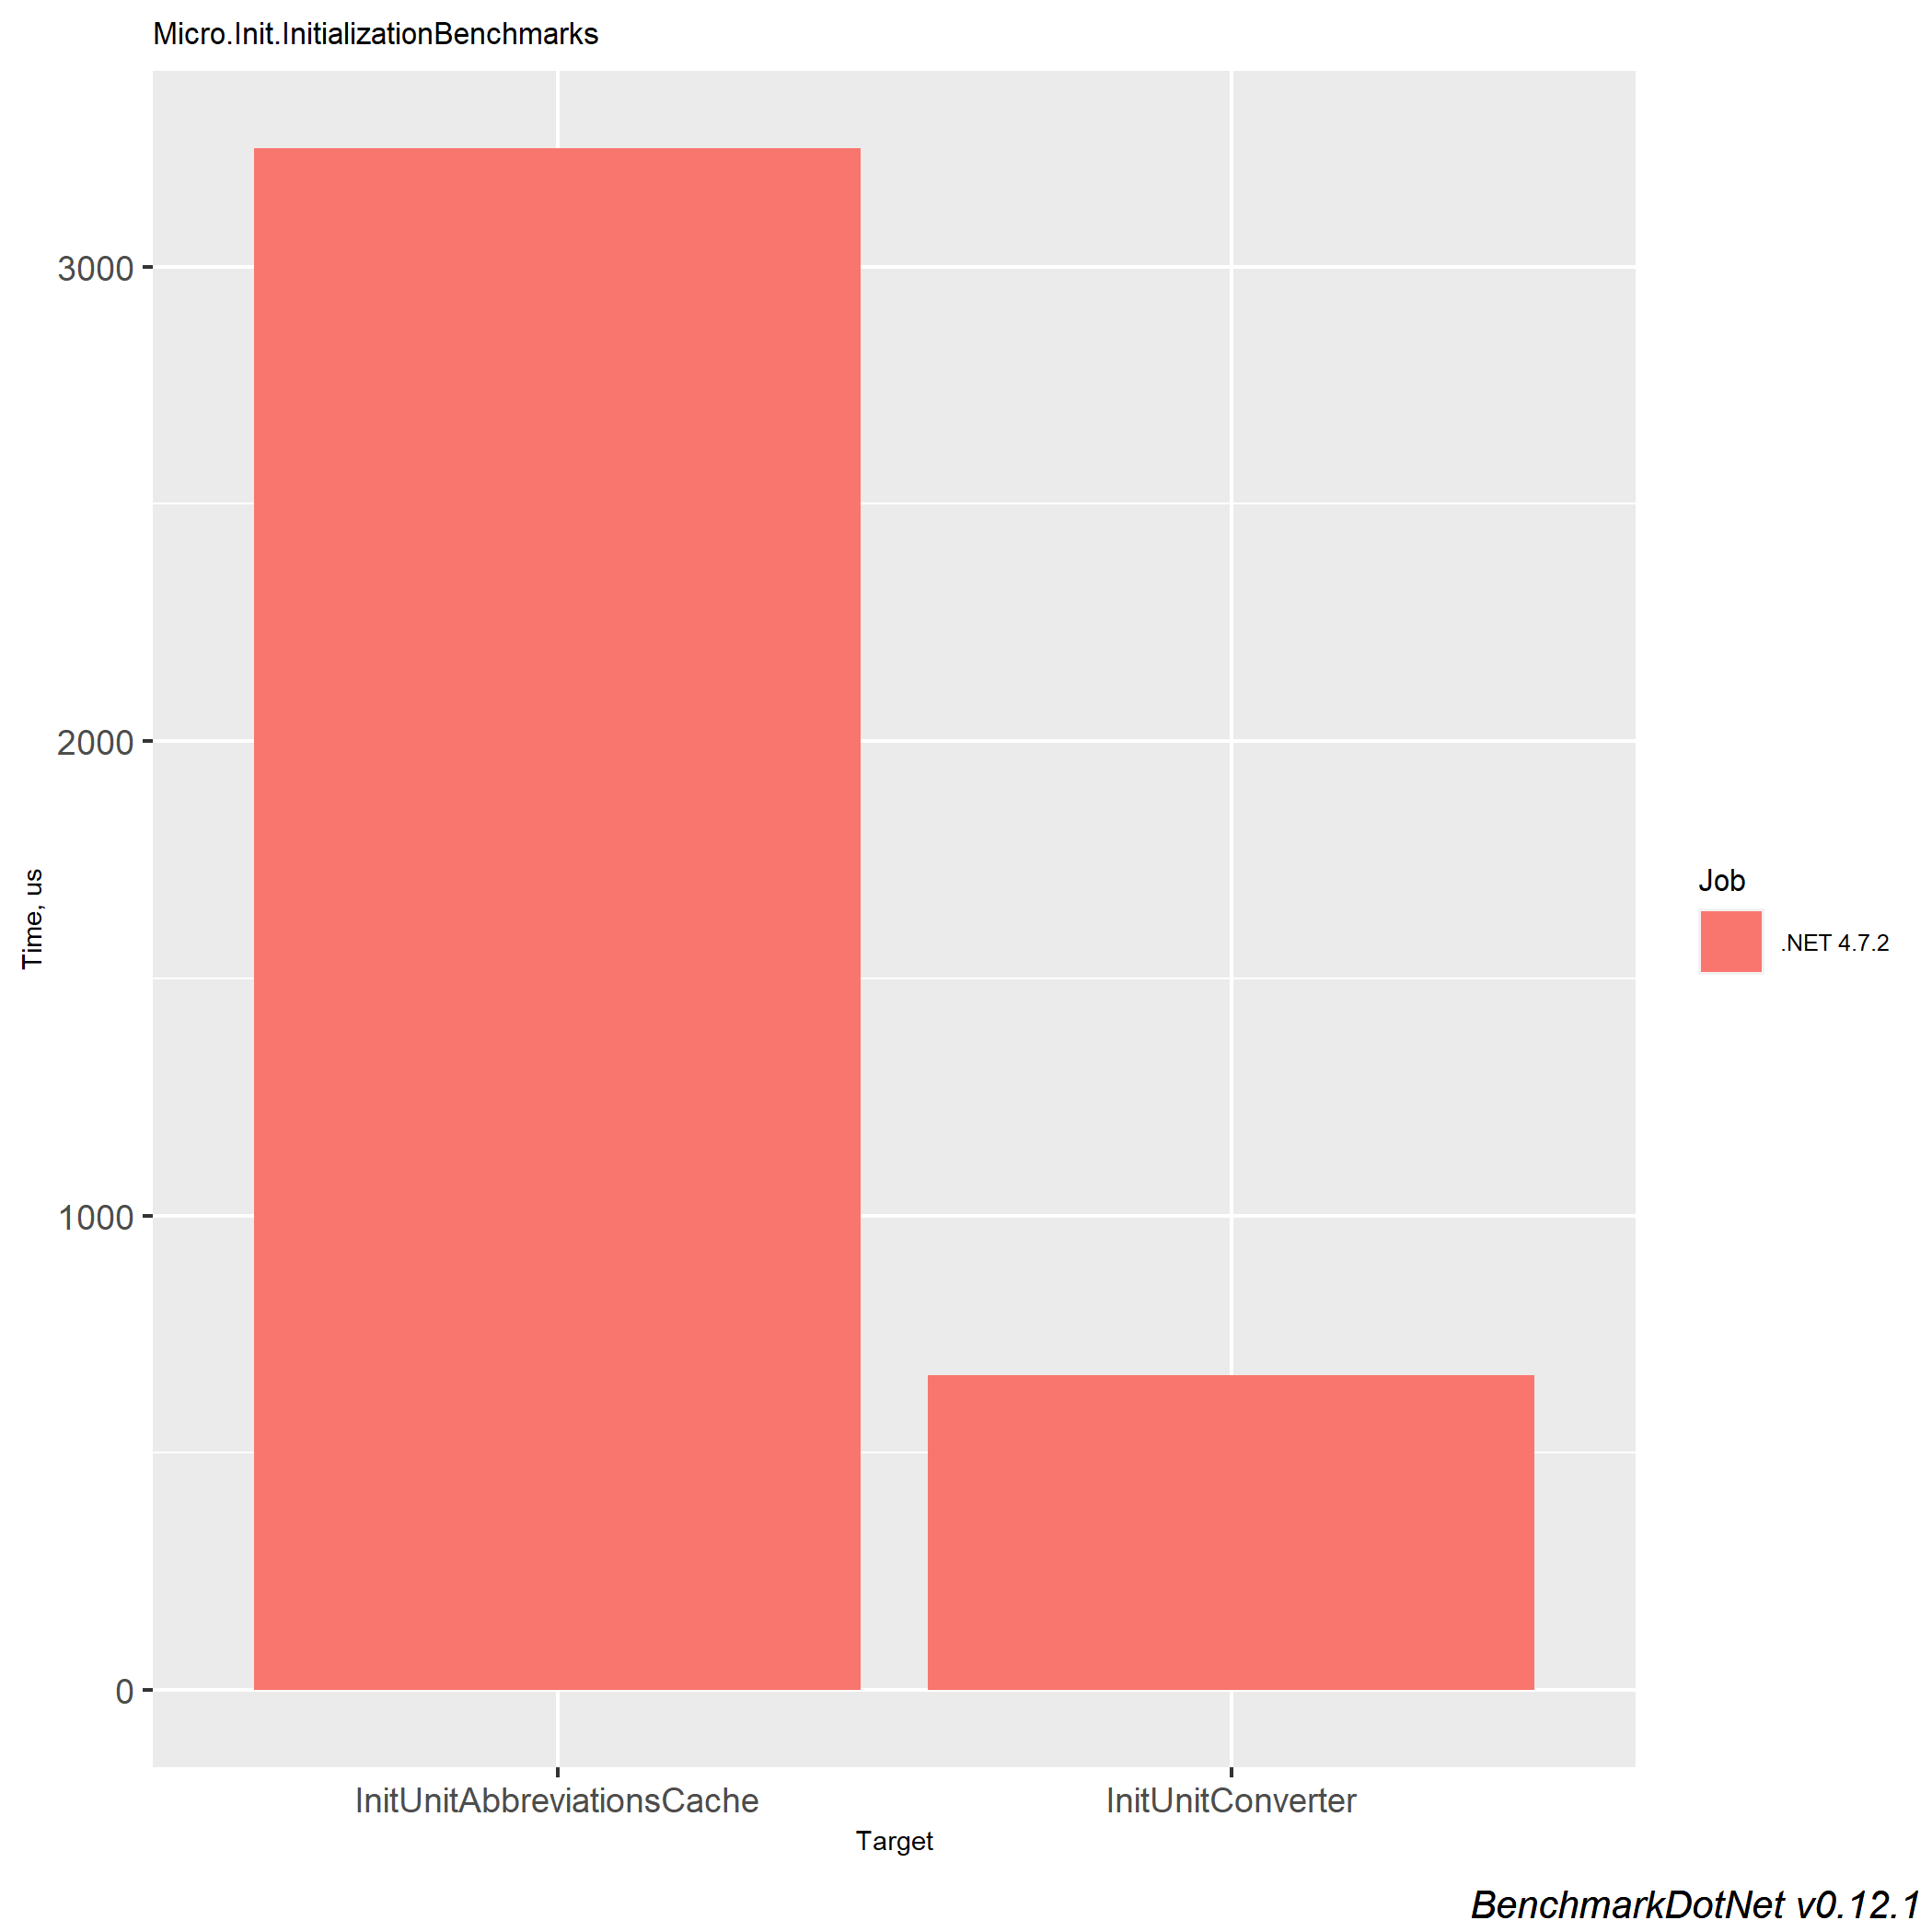 Micro.Init.InitializationBenchmarks
3000
2000
1000
0
Time, us
InitUnitAbbreviationsCache
InitUnitConverter
Target
Job
.NET 4.7.2
BenchmarkDotNet v0.12.1